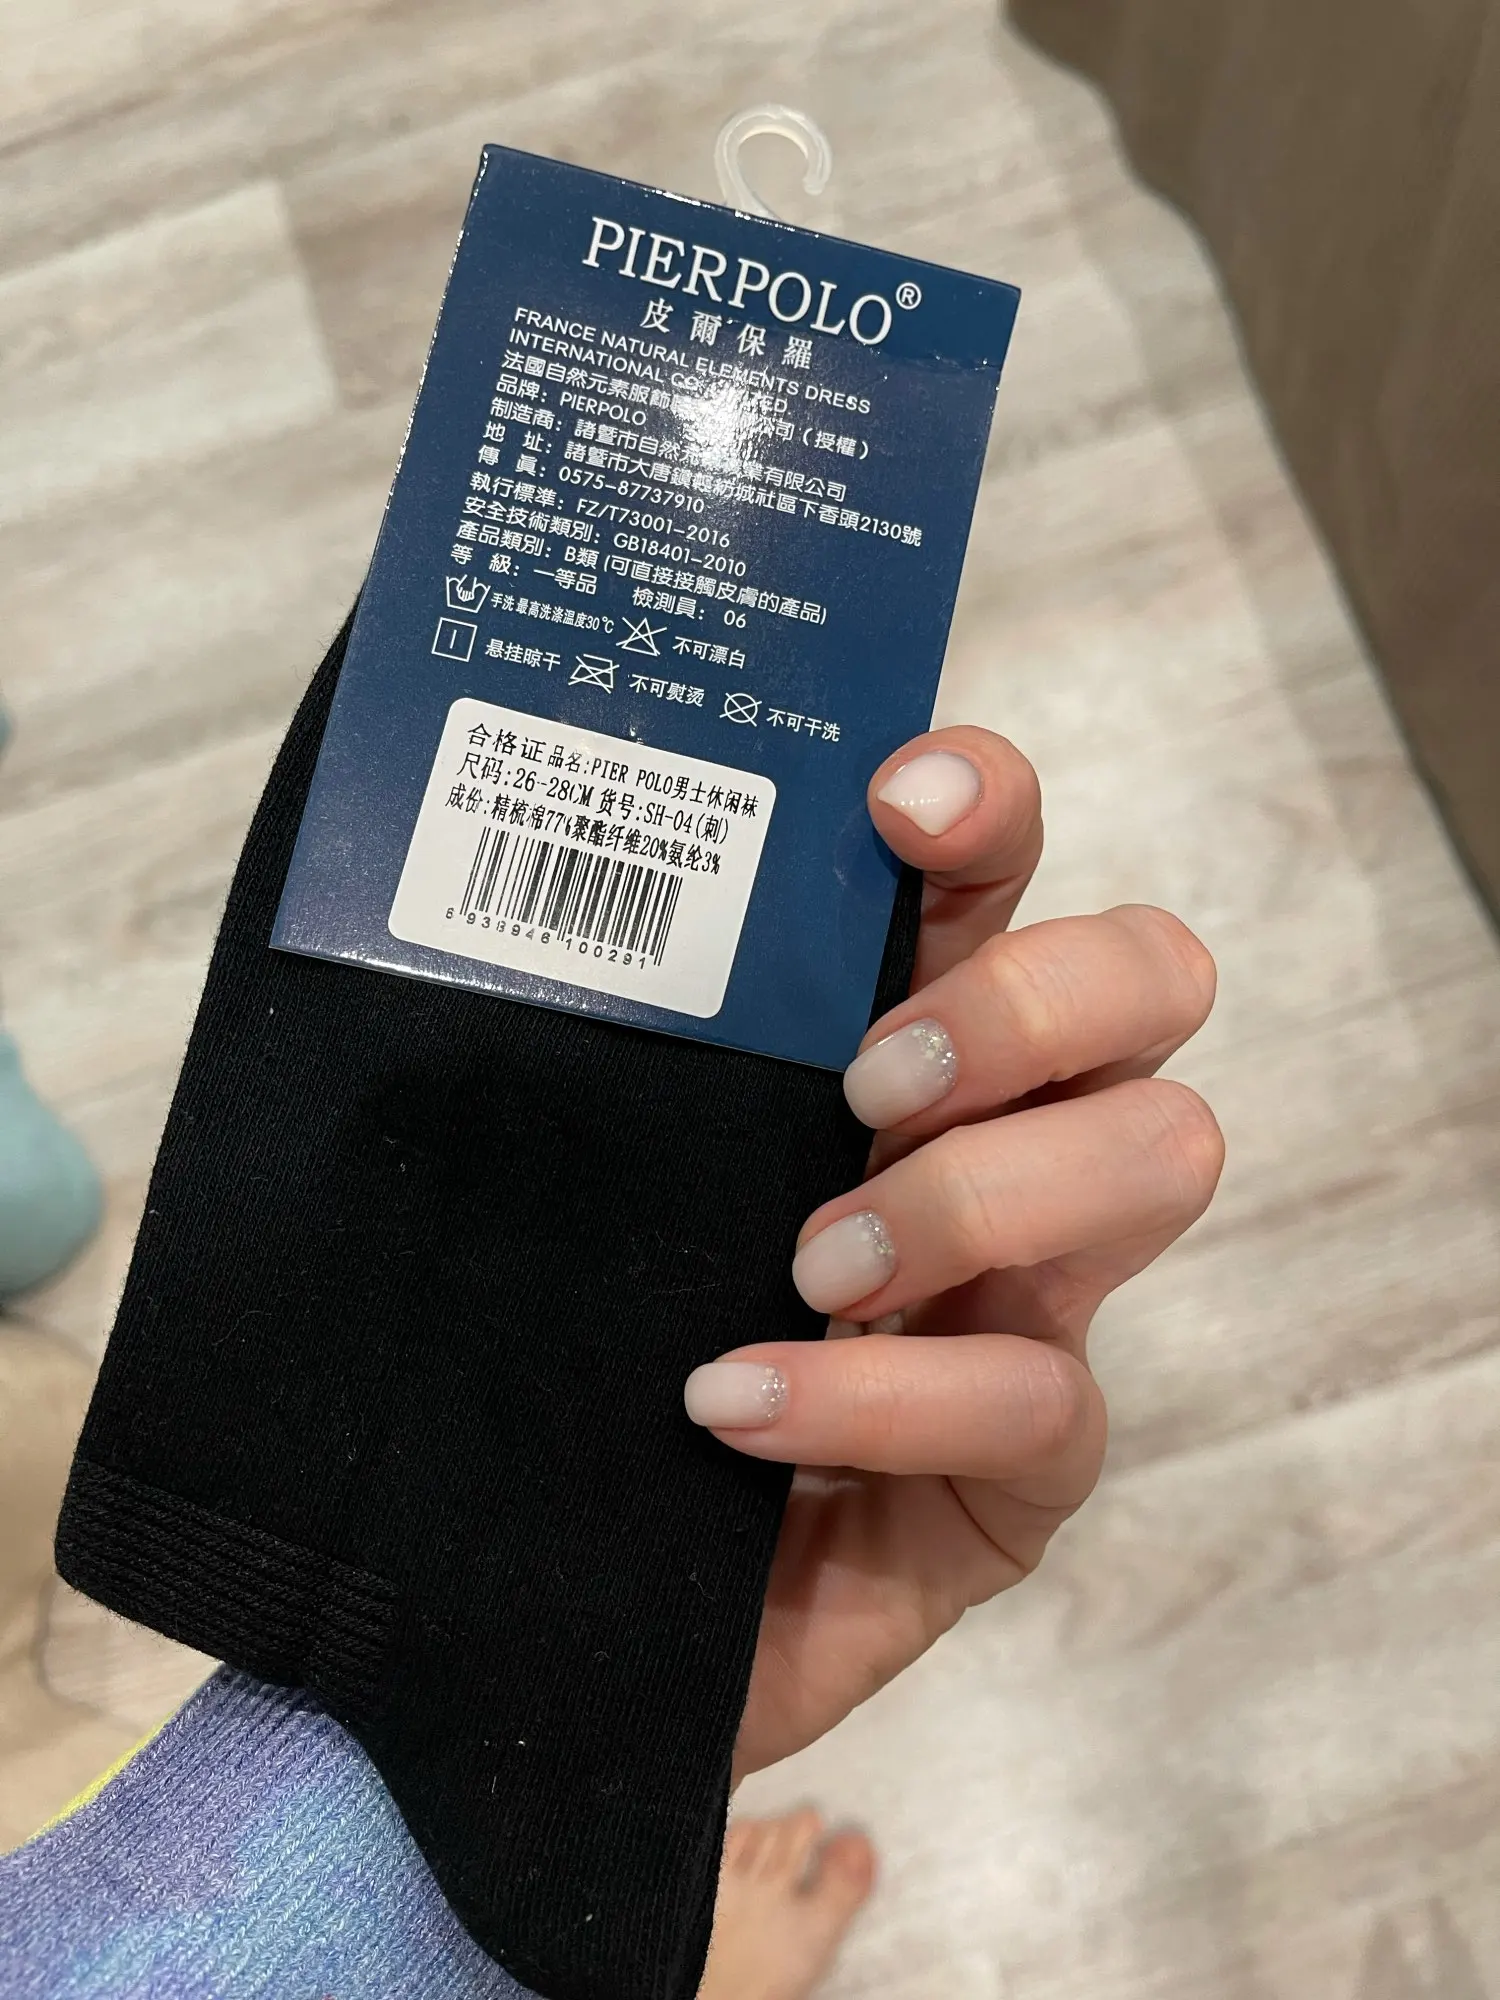 PIERPOLO®
皮爾保羅
FRANCE NATURAL ELEMENTS DRESS
INTERNATIONAL CO
法國自然元素服飾 公司（授權）
品牌：PIERPOLO
制造商：諸暨市自然元 業有限公司
地 址：諸暨市大唐鎮 紡城社區下香頭2130號
傳 真：0575-87737910
執行標準：FZ/T73001-2016
安全技術類別：GB18401-2010
產品類別：B類（可直接接觸皮膚的產品）
等 級：一等品 檢測員：06
手洗 最高洗涤温度30℃ 不可漂白
悬挂晾干 不可熨烫 不可干洗
合格证 品名:PIER POLO男士休闲袜
尺码:26-28CM 货号:SH-04(刺)
成份:精梳棉77%聚酯纤维20%氨纶3%
6 938946 100291